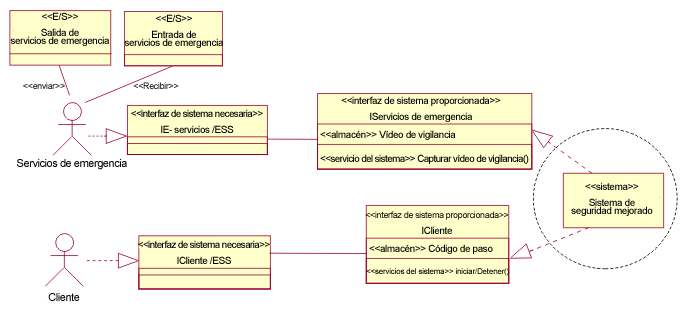 <<E/S>>
Salida de
servicios de emergencia
<<E/S>>
Entrada de
servicios de emergencia
<<enviar>>
<<Recibir>>
Servicios de emergencia
<<interfaz de sistema necesaria>>
IE- servicios /ESS
<<interfaz de sistema proporcionada>>
IServicios de emergencia
<<almacén>> Vídeo de vigilancia
<<servicio del sistema>> Capturar vídeo de vigilancia()
<<sistema>>
Sistema de
seguridad mejorado
Cliente
<<interfaz de sistema necesaria>>
ICliente /ESS
<<interfaz de sistema proporcionada>>
ICliente
<<almacén>> Código de paso
<<servicios del sistema>> iniciar/Detener()